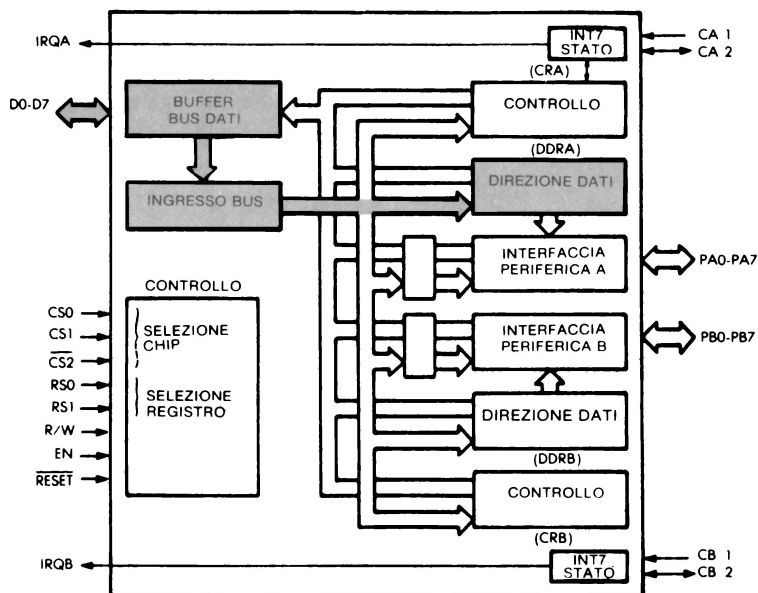 INT7
STATO
CA 1
CA 2
IRQA
(CRA)
D0-D7
BUFFER
BUS DATI
CONTROLLO
(DDRA)
INGRESSO BUS
DIREZIONE DATI
INTERFACCIA
PERIFERICA A
PA0-PA7
CONTROLLO
CS0
CS1
CS2
RS0
RS1
R/W
EN
RESET
SELEZIONE
CHIP
SELEZIONE
REGISTRO
INTERFACCIA
PERIFERICA B
PB0-PB7
DIREZIONE DATI
(DDRB)
CONTROLLO
(CRB)
IRQB
INT7
STATO
CB 1
CB 2